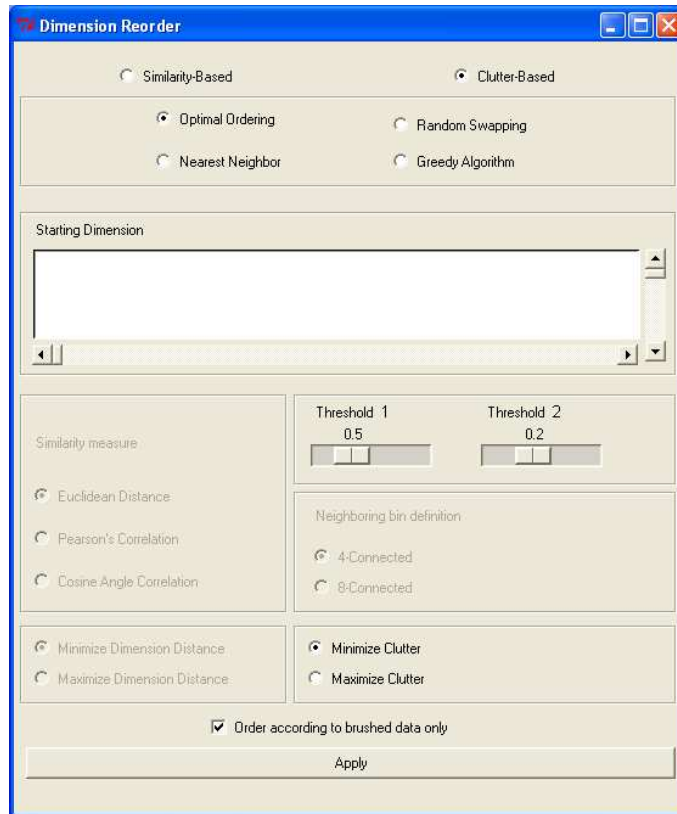 Dimension Reorder
Similarity-Based Clutter-Based
Optimal Ordering Random Swapping
Nearest Neighbor Greedy Algorithm
Starting Dimension
Threshold 1 Threshold 2
0.5 0.2
Similarity measure
Euclidean Distance
Pearson's Correlation
Cosine Angle Correlation
Neighboring bin definition
4-Connected
8-Connected
Minimize Dimension Distance
Maximize Dimension Distance
Minimize Clutter
Maximize Clutter
Order according to brushed data only
Apply